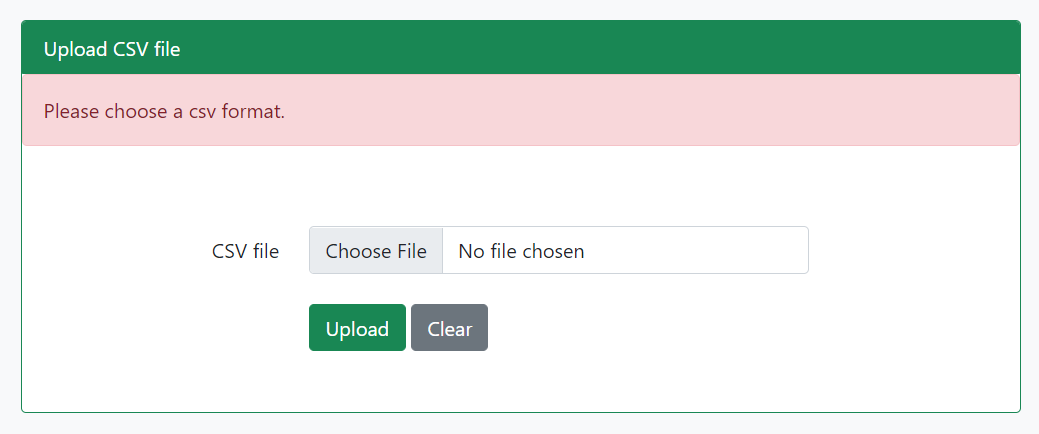 Upload CSV file
Please choose a csv format.
CSV file Choose File No file chosen
Upload Clear